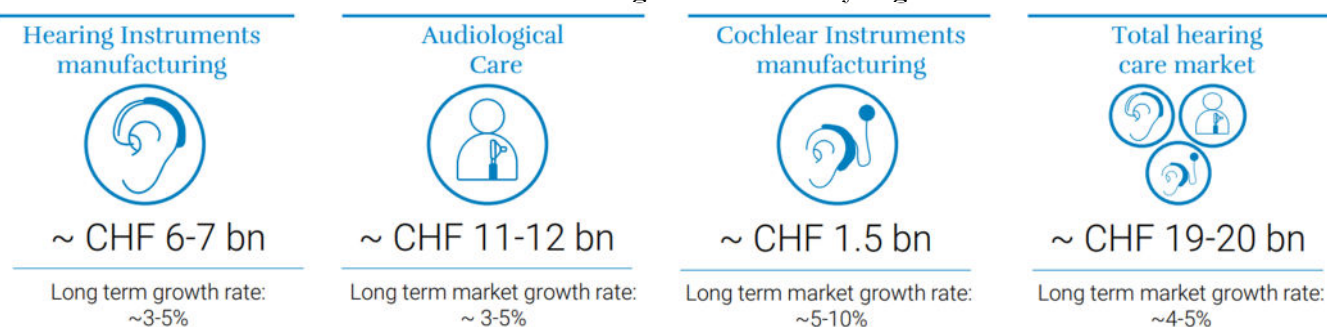 Hearing Instruments
manufacturing
~ CHF 6-7 bn
Long term growth rate:
~3-5%
Audiological
Care
~ CHF 11-12 bn
Long term market growth rate:
~ 3-5%
Cochlear Instruments
manufacturing
~ CHF 1.5 bn
Long term market growth rate:
~5-10%
Total hearing
care market
~ CHF 19-20 bn
Long term market growth rate:
~4-5%